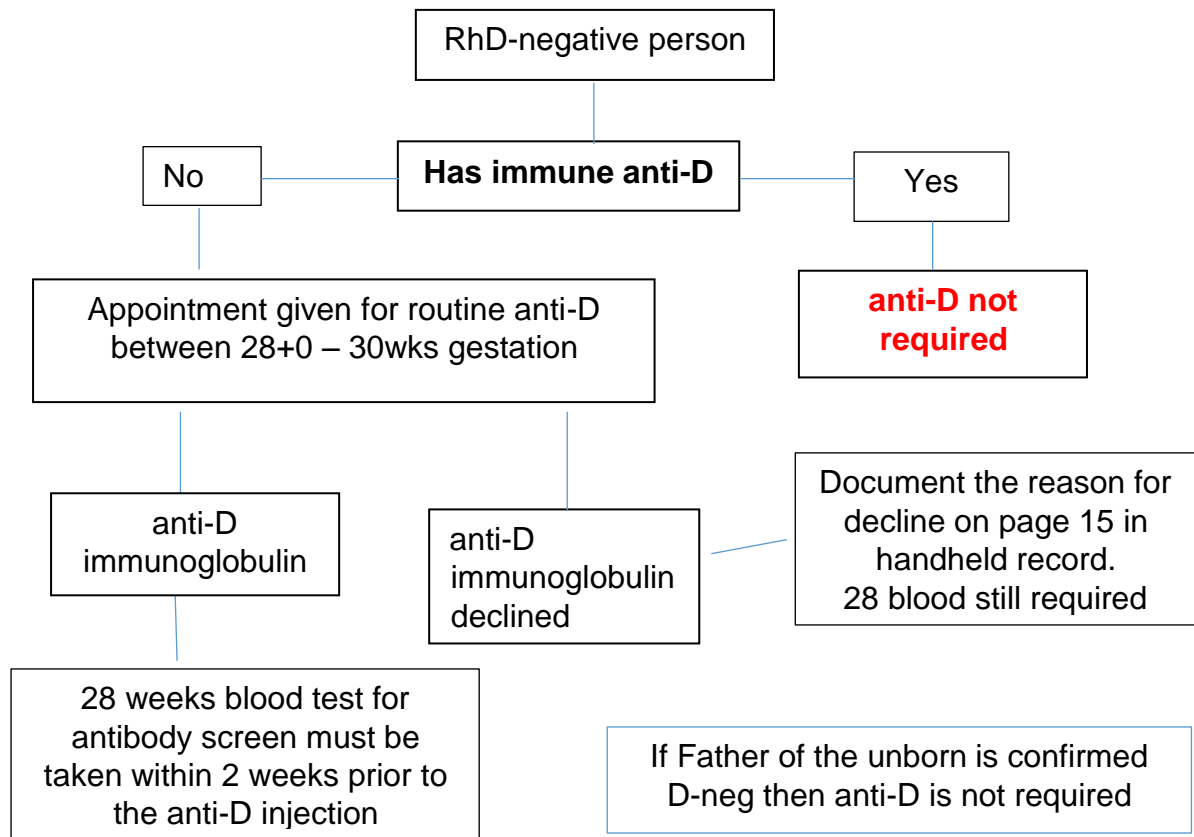 RhD-negative person
No
Has immune anti-D
Yes
Appointment given for routine anti-D
between 28+0 – 30wks gestation
anti-D not
required
anti-D
immunoglobulin
anti-D
immunoglobulin
declined
Document the reason for
decline on page 15 in
handheld record.
28 blood still required
28 weeks blood test for
antibody screen must be
taken within 2 weeks prior to
the anti-D injection
If Father of the unborn is confirmed
D-neg then anti-D is not required